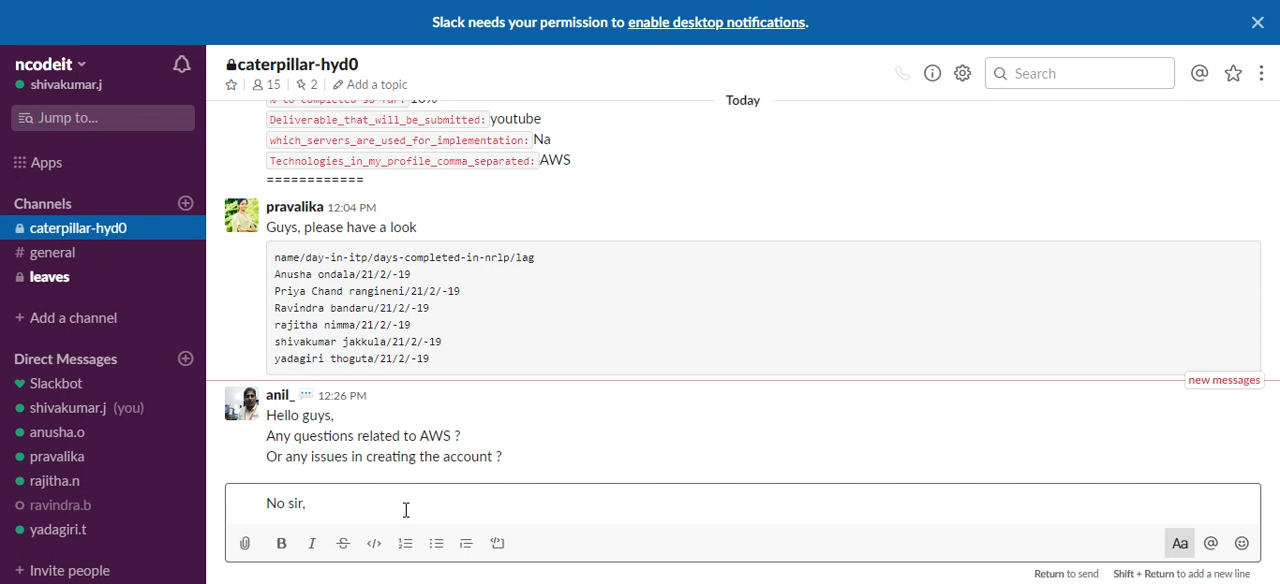 Slack needs your permission to enable desktop notifications.
ncodeit
shivakumar.j
Jump to...
Apps
Channels
caterpillar-hyd0
# general
leaves
+ Add a channel
Direct Messages
Slackbot
shivakumar.j (you)
anusha.o
pravalika
rajitha.n
ravindra.b
yadagiri.t
+ Invite people
caterpillar-hyd0
15 | 2 | Add a topic
Search
Today
Deliverable_that_will_be_submitted: youtube
which_servers_are_used_for_implementation: Na
Technologies_in_my_profile_comma_separated: AWS
============
pravalika 12:04 PM
Guys, please have a look
name/day-in-itp/days-completed-in-nrlp/lag
Anusha ondala/21/2/-19
Priya Chand rangineni/21/2/-19
Ravindra bandaru/21/2/-19
rajitha nimma/21/2/-19
shivakumar jakkula/21/2/-19
yadagiri thoguta/21/2/-19
new messages
anil_ 12:26 PM
Hello guys,
Any questions related to AWS ?
Or any issues in creating the account ?
No sir,
B I S </> Aa @
Return to send Shift + Return to add a new line